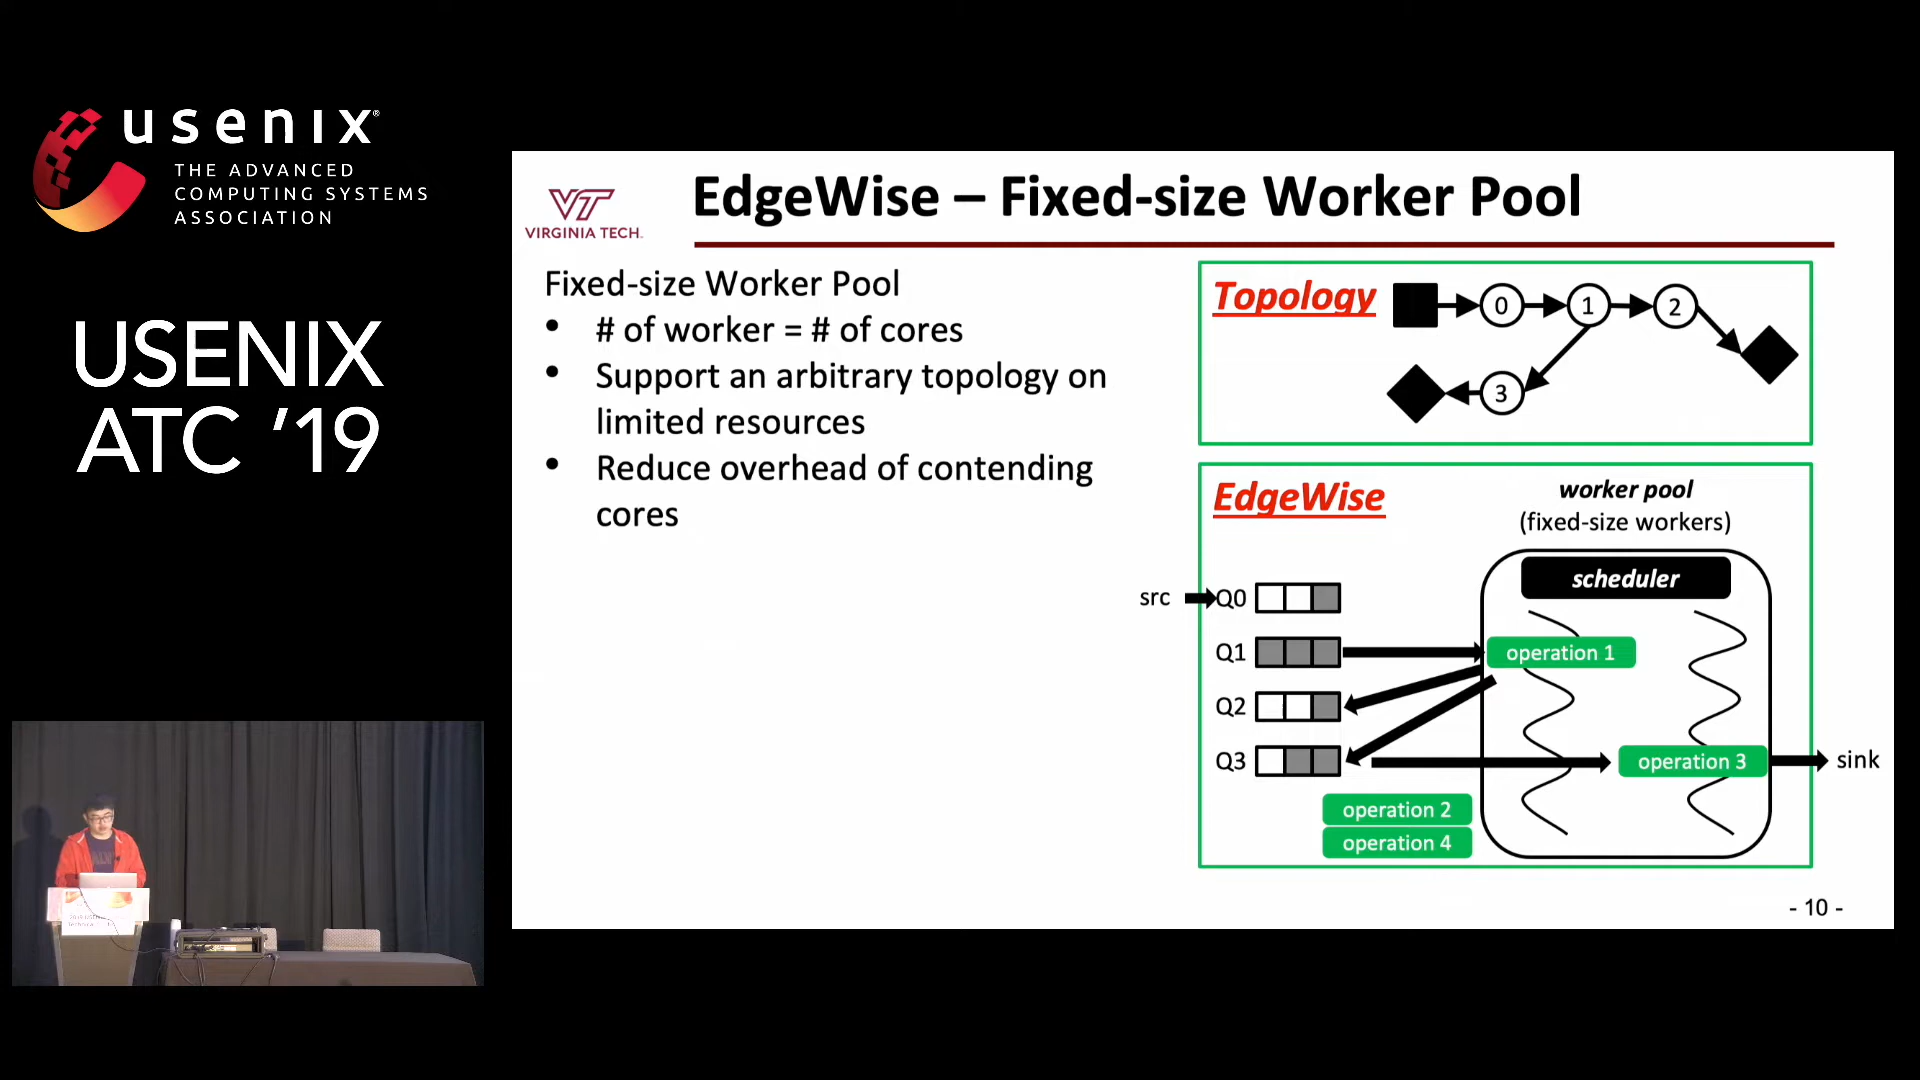 usenix®
THE ADVANCED
COMPUTING SYSTEMS
ASSOCIATION
USENIX
ATC ’19
VIRGINIA TECH.
EdgeWise – Fixed-size Worker Pool
Fixed-size Worker Pool
• # of worker = # of cores
• Support an arbitrary topology on
limited resources
• Reduce overhead of contending
cores
Topology
0
1
2
3
EdgeWise
worker pool
(fixed-size workers)
scheduler
src
Q0
Q1
operation 1
Q2
Q3
operation 3
sink
operation 2
operation 4
- 10 -